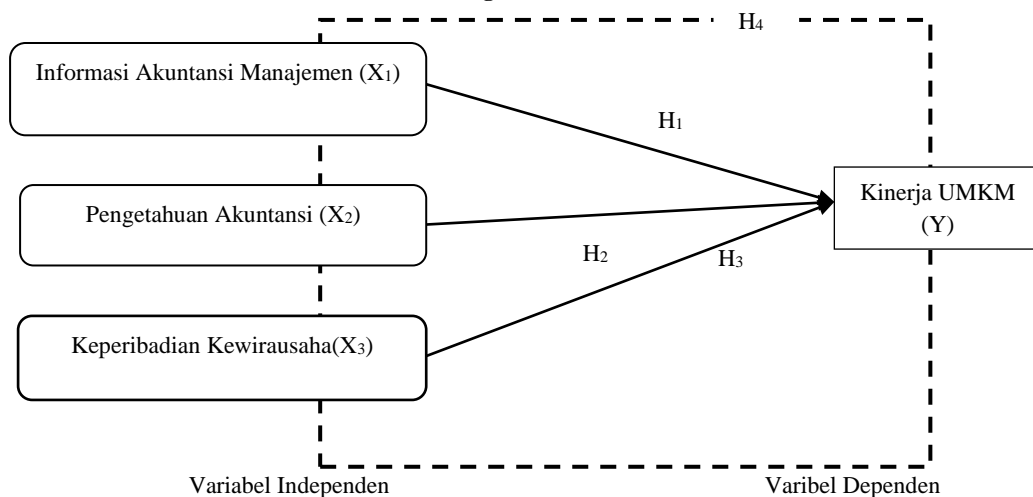 H4
Informasi Akuntansi Manajemen (X1)
H1
Kinerja UMKM
(Y)
Pengetahuan Akuntansi (X2)
H2
H3
Keperibadian Kewirausaha(X3)
Variabel Independen
Varibel Dependen